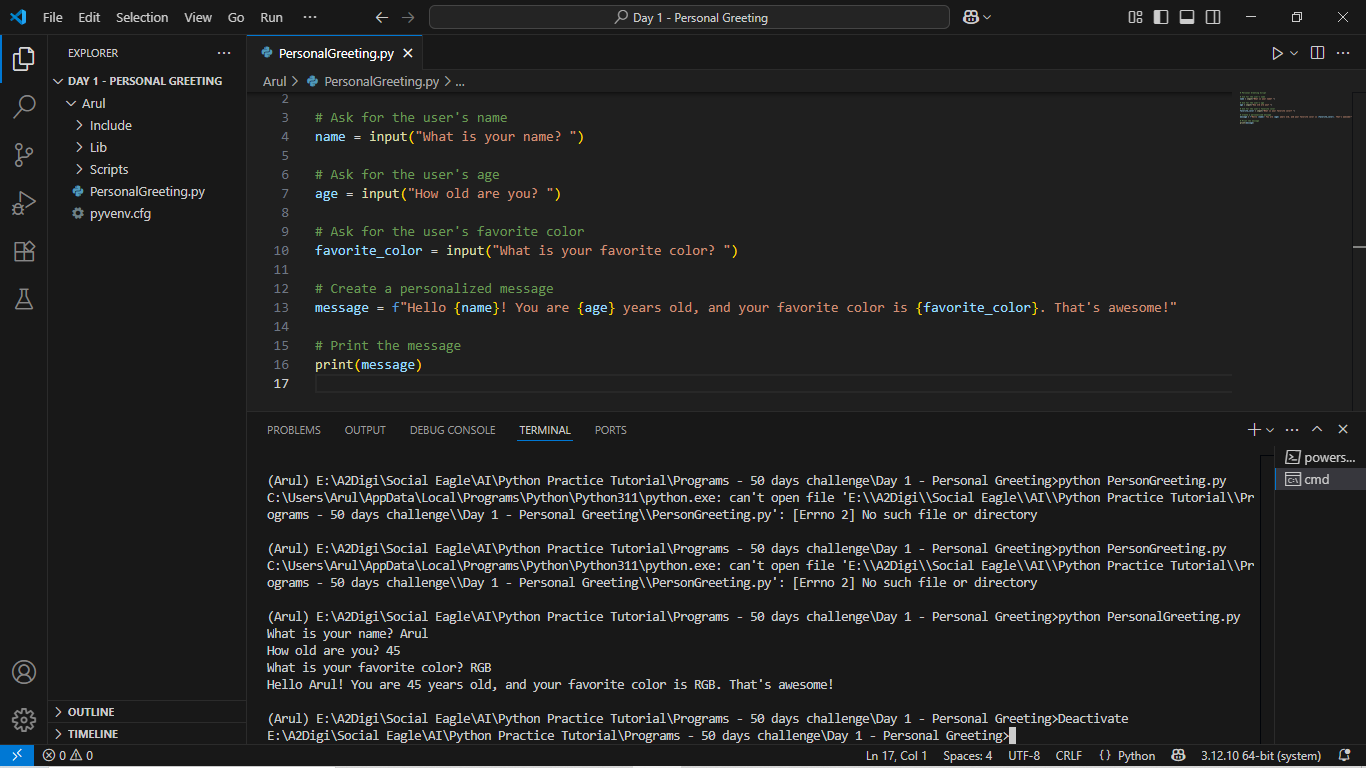 File Edit Selection View Go Run ··· Day 1 - Personal Greeting
EXPLORER ···
DAY 1 - PERSONAL GREETING
Arul
Include
Lib
Scripts
PersonalGreeting.py
pyvenv.cfg
OUTLINE
TIMELINE
PersonalGreeting.py
Arul > PersonalGreeting.py > ...
2
3 # Ask for the user's name
4 name = input("What is your name? ")
5
6 # Ask for the user's age
7 age = input("How old are you? ")
8
9 # Ask for the user's favorite color
10 favorite_color = input("What is your favorite color? ")
11
12 # Create a personalized message
13 message = f"Hello {name}! You are {age} years old, and your favorite color is {favorite_color}. That's awesome!"
14
15 # Print the message
16 print(message)
17
PROBLEMS OUTPUT DEBUG CONSOLE TERMINAL PORTS
(Arul) E:\A2Digi\Social Eagle\AI\Python Practice Tutorial\Programs - 50 days challenge\Day 1 - Personal Greeting>python PersonGreeting.py
C:\Users\Arul\AppData\Local\Programs\Python\Python311\python.exe: can't open file 'E:\\A2Digi\\Social Eagle\\AI\\Python Practice Tutorial\\Pr
ograms - 50 days challenge\\Day 1 - Personal Greeting\\PersonGreeting.py': [Errno 2] No such file or directory
(Arul) E:\A2Digi\Social Eagle\AI\Python Practice Tutorial\Programs - 50 days challenge\Day 1 - Personal Greeting>python PersonGreeting.py
C:\Users\Arul\AppData\Local\Programs\Python\Python311\python.exe: can't open file 'E:\\A2Digi\\Social Eagle\\AI\\Python Practice Tutorial\\Pr
ograms - 50 days challenge\\Day 1 - Personal Greeting\\PersonGreeting.py': [Errno 2] No such file or directory
(Arul) E:\A2Digi\Social Eagle\AI\Python Practice Tutorial\Programs - 50 days challenge\Day 1 - Personal Greeting>python PersonalGreeting.py
What is your name? Arul
How old are you? 45
What is your favorite color? RGB
Hello Arul! You are 45 years old, and your favorite color is RGB. That's awesome!
(Arul) E:\A2Digi\Social Eagle\AI\Python Practice Tutorial\Programs - 50 days challenge\Day 1 - Personal Greeting>Deactivate
E:\A2Digi\Social Eagle\AI\Python Practice Tutorial\Programs - 50 days challenge\Day 1 - Personal Greeting>
powers...
cmd
0 0 Ln 17, Col 1 Spaces: 4 UTF-8 CRLF {} Python 3.12.10 64-bit (system)